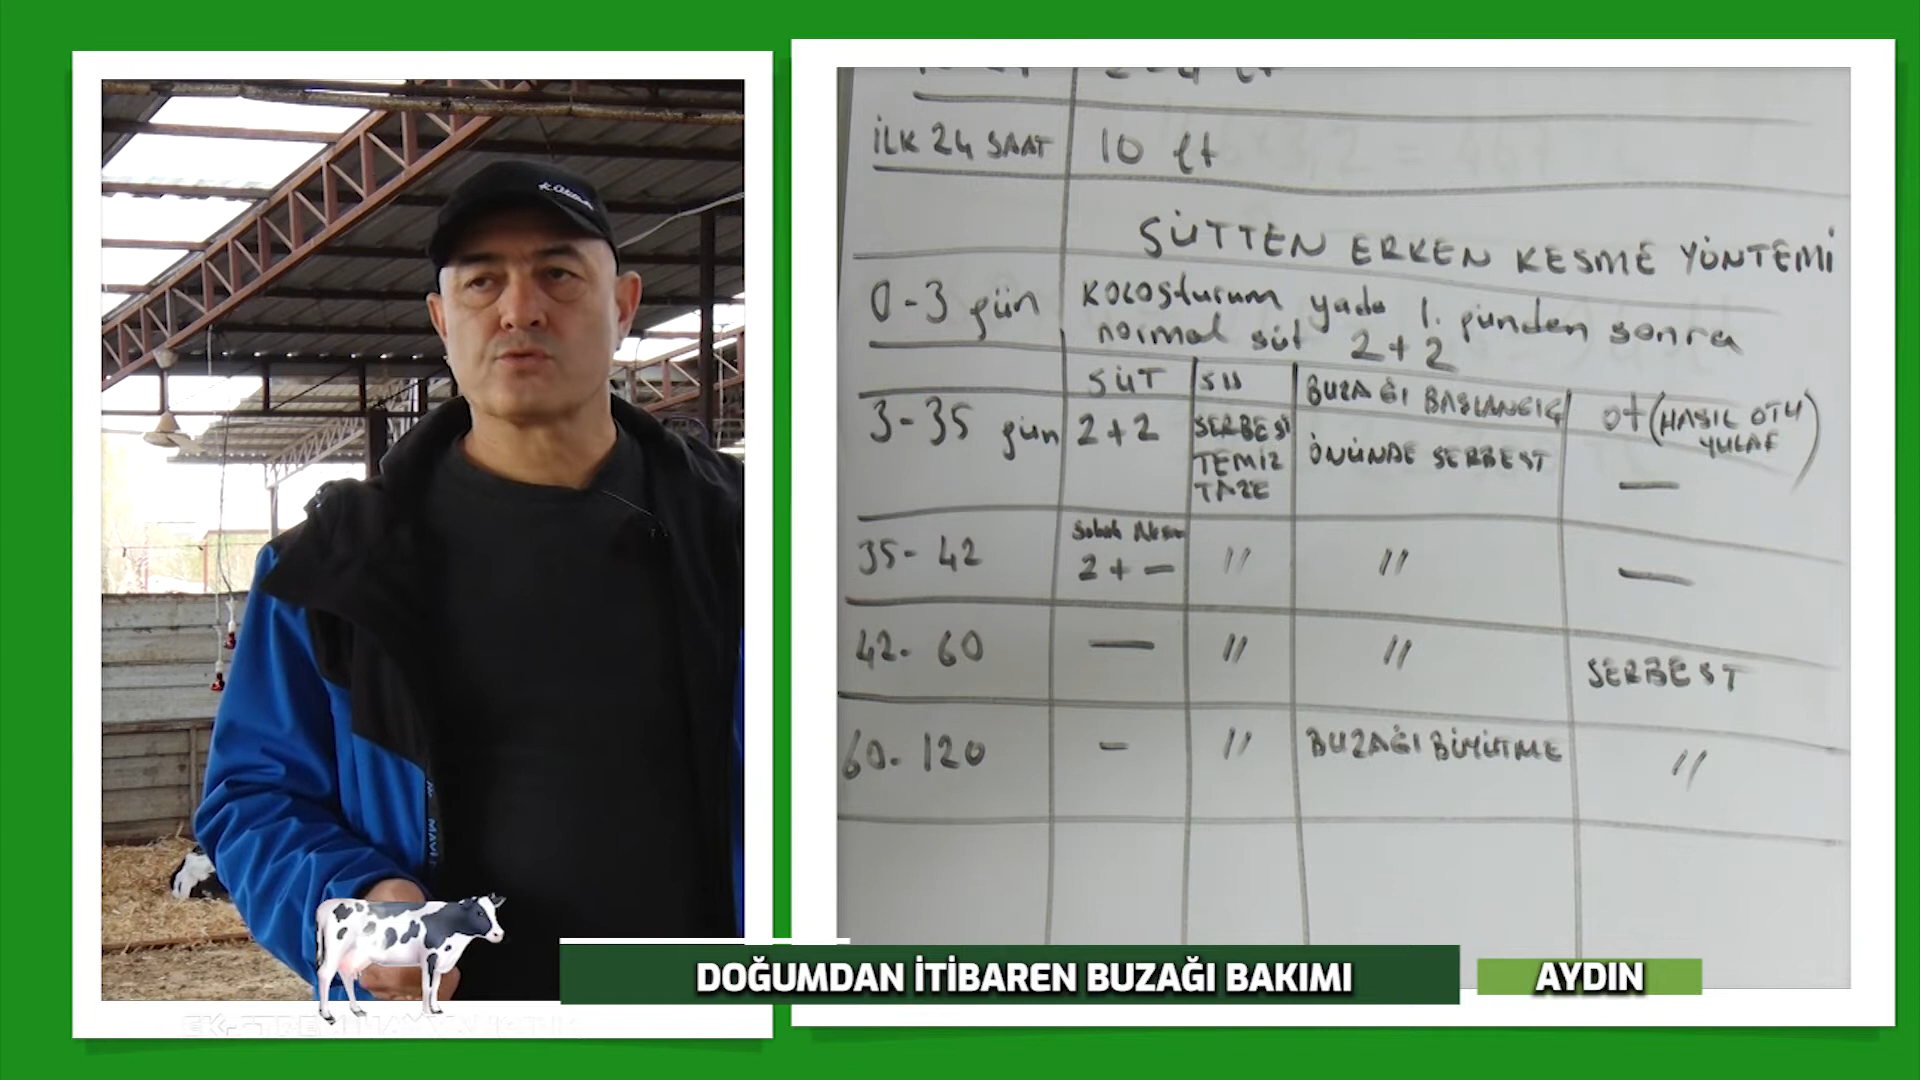 İLK 24 SAAT 10 lt
SÜTTEN ERKEN KESME YÖNTEMİ
0-3 gün KOLOSTURUM yada 1. günden sonra
normal süt 2+2
SÜT SU BUZAĞI BAŞLANGIÇ ot (HASIL OTU
YULAF)
3-35 gün 2+2 SERBEST ÖNÜNDE SERBEST —
TEMİZ
TAZE
Sabah Akşam
35-42 2+— // // —
42-60 — // // SERBEST
60-120 — // BUZAĞI BÜYÜTME //
MAVİ
DOĞUMDAN İTİBAREN BUZAĞI BAKIMI
AYDIN